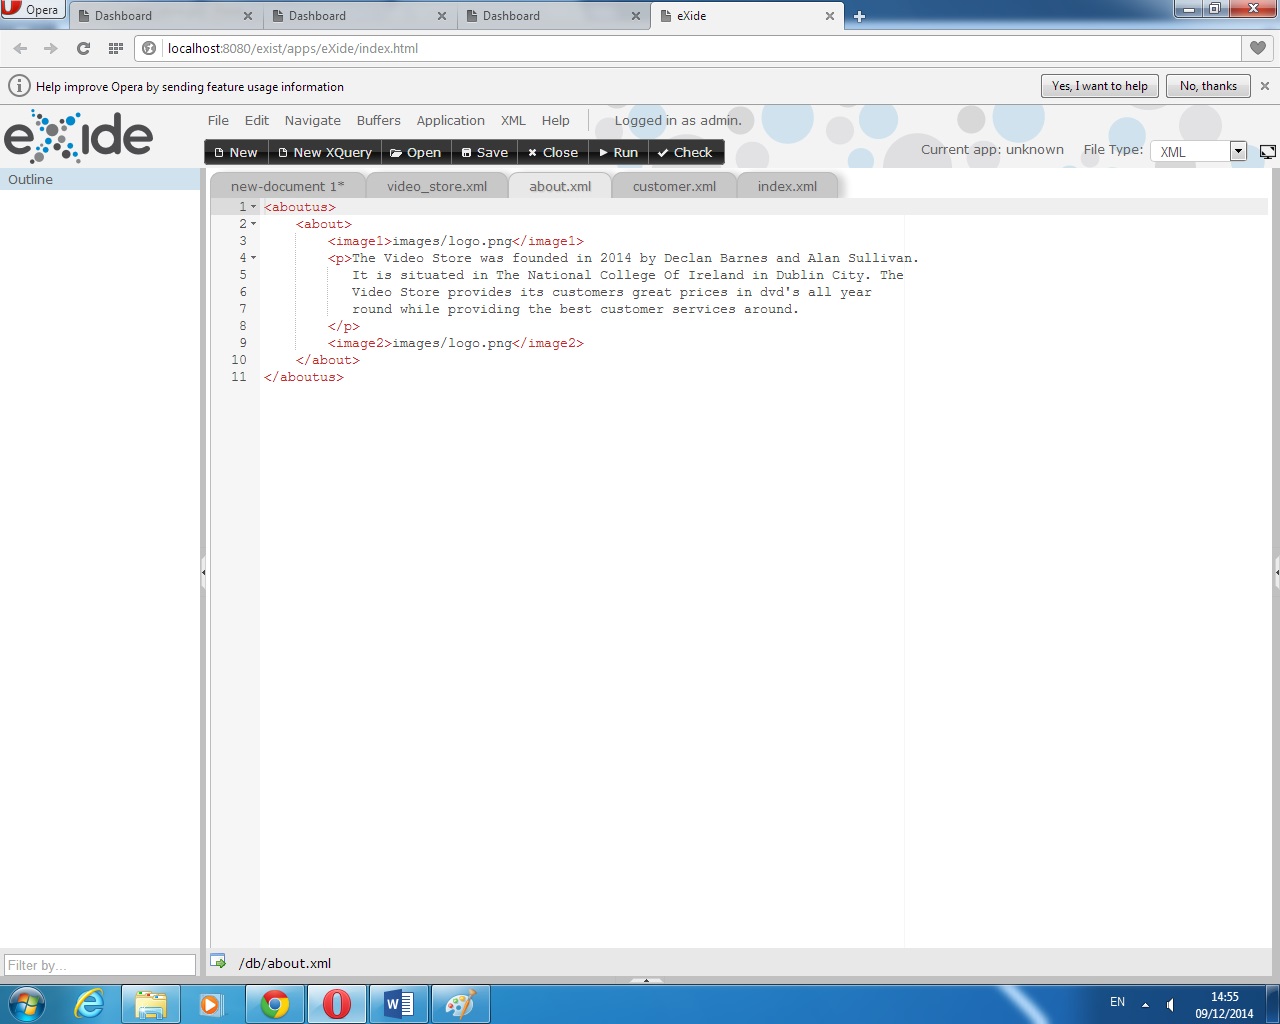 Opera
Dashboard
Dashboard
Dashboard
eXide
localhost:8080/exist/apps/eXide/index.html
Help improve Opera by sending feature usage information
Yes, I want to help
No, thanks
eXide
File Edit Navigate Buffers Application XML Help Logged in as admin.
New New XQuery Open Save Close Run Check
Current app: unknown File Type: XML
Outline
new-document 1* video_store.xml about.xml customer.xml index.xml
1 <aboutus>
2 <about>
3 <image1>images/logo.png</image1>
4 <p>The Video Store was founded in 2014 by Declan Barnes and Alan Sullivan.
5 It is situated in The National College Of Ireland in Dublin City. The
6 Video Store provides its customers great prices in dvd's all year
7 round while providing the best customer services around.
8 </p>
9 <image2>images/logo.png</image2>
10 </about>
11 </aboutus>
Filter by...
/db/about.xml
EN
14:55
09/12/2014